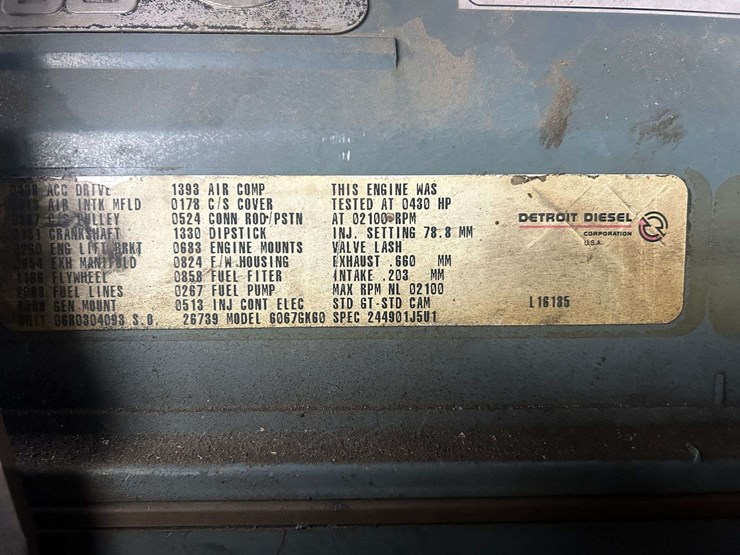 ACC DRIVE 1393 AIR COMP THIS ENGINE WAS
AIR INTK MFLD 0178 C/S COVER TESTED AT 0430 HP
PULLEY 0524 CONN ROD/PSTN AT 02100 RPM
CRANKSHAFT 1330 DIPSTICK INJ. SETTING 78.8 MM
ENG LIFT BRKT 0683 ENGINE MOUNTS VALVE LASH
EXH MANIFOLD 0824 F/W.HOUSING EXHAUST .660 MM
FLYWHEEL 0858 FUEL FITER INTAKE .203 MM
FUEL LINES 0267 FUEL PUMP MAX RPM NL 02100
GEN MOUNT 0513 INJ CONT ELEC STD GT-STD CAM
UNIT 06R0304093 S.O. 26739 MODEL 6067GK60 SPEC 244901J5U1
DETROIT DIESEL
CORPORATION
U.S.A.
L16185